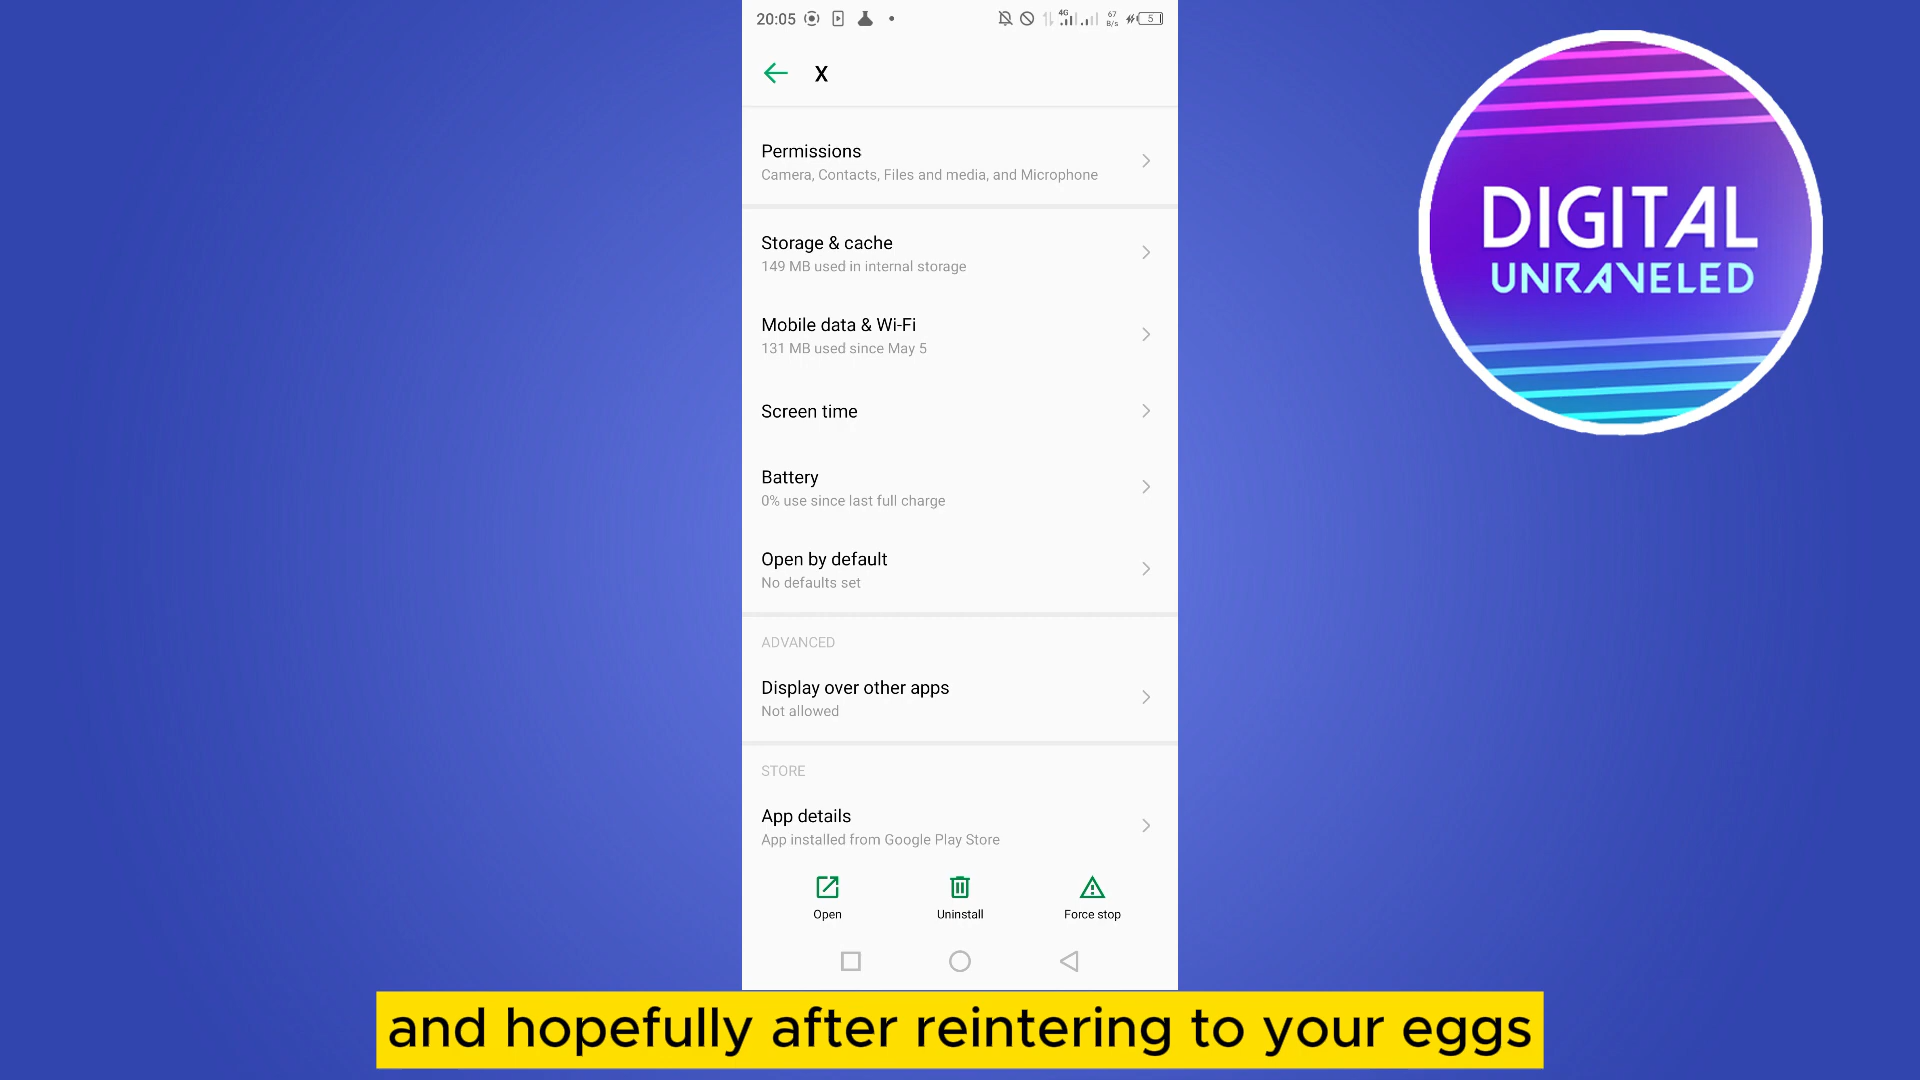 20:05
4G
67
B/s
5
X
Permissions
Camera, Contacts, Files and media, and Microphone
Storage & cache
149 MB used in internal storage
Mobile data & Wi-Fi
131 MB used since May 5
Screen time
Battery
0% use since last full charge
Open by default
No defaults set
ADVANCED
Display over other apps
Not allowed
STORE
App details
App installed from Google Play Store
Open
Uninstall
Force stop
DIGITAL
UNRAVELED
and hopefully after reintering to your eggs